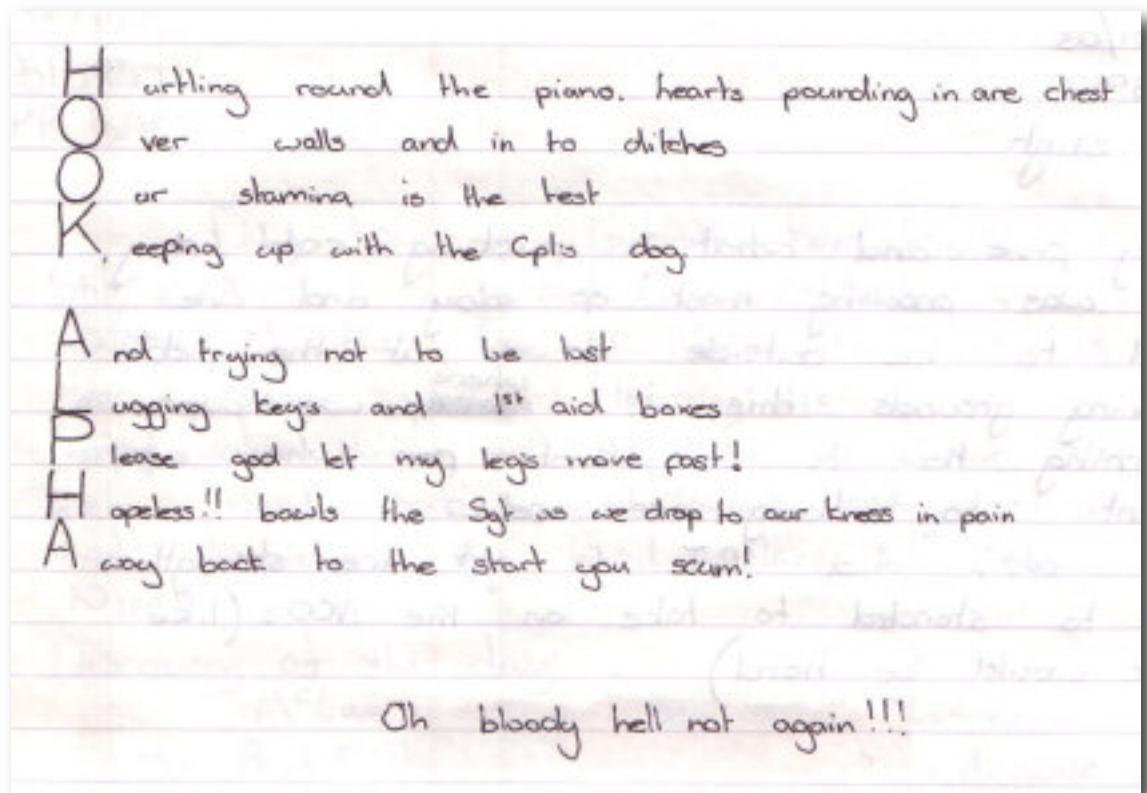 Hurtling round the piano. hearts pounding in are chest
Over walls and in to ditches
Our stamina is the test
Keeping up with the Cpl's dog.
And trying not to be last
Lugging key's and 1st aid boxes
Please god let my leg's move fast!
Hopeless!! bawls the Sgt as we drop to our knees in pain
Away back to the start you scum!
Oh bloody hell not again!!!